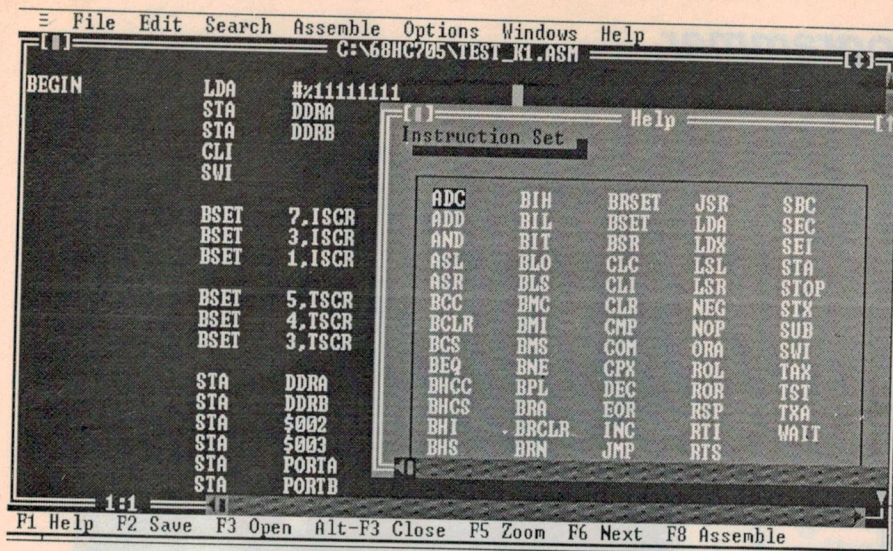 ≡ File Edit Search Assemble Options Windows Help
C:\68HC705\TEST_K1.ASM
BEGIN LDA #%11111111
STA DDRA
STA DDRB
CLI
SWI
BSET 7,ISCR
BSET 3,ISCR
BSET 1,ISCR
BSET 5,TSCR
BSET 4,TSCR
BSET 3,TSCR
STA DDRA
STA DDRB
STA $002
STA $003
STA PORTA
STA PORTB
1:1
Help
Instruction Set
ADC BIH BRSET JSR SBC
ADD BIL BSET LDA SEC
AND BIT BSR LDX SEI
ASL BLO CLC LSL STA
ASR BLS CLI LSR STOP
BCC BMC CLR NEG STX
BCLR BMI CMP NOP SUB
BCS BMS COM ORA SWI
BEQ BNE CPX ROL TAX
BHCC BPL DEC ROR TST
BHCS BRA EOR RSP TXA
BHI BRCLR INC RTI WAIT
BHS BRN JMP RTS
F1 Help F2 Save F3 Open Alt-F3 Close F5 Zoom F6 Next F8 Assemble